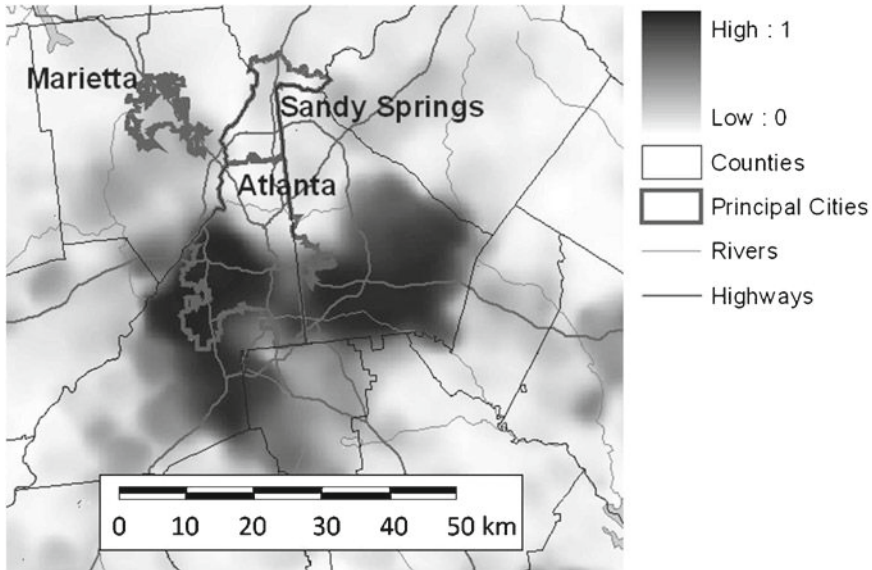 Marietta
Sandy Springs
Atlanta
0 10 20 30 40 50 km
High : 1
Low : 0
Counties
Principal Cities
Rivers
Highways